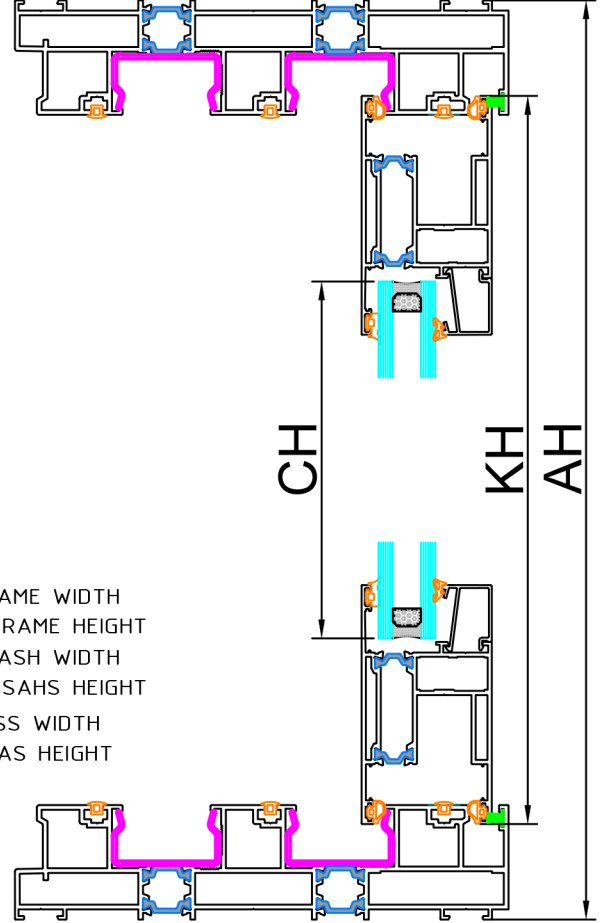 CH
KH
AH
AME WIDTH
RAME HEIGHT
ASH WIDTH
SAHS HEIGHT
SS WIDTH
AS HEIGHT